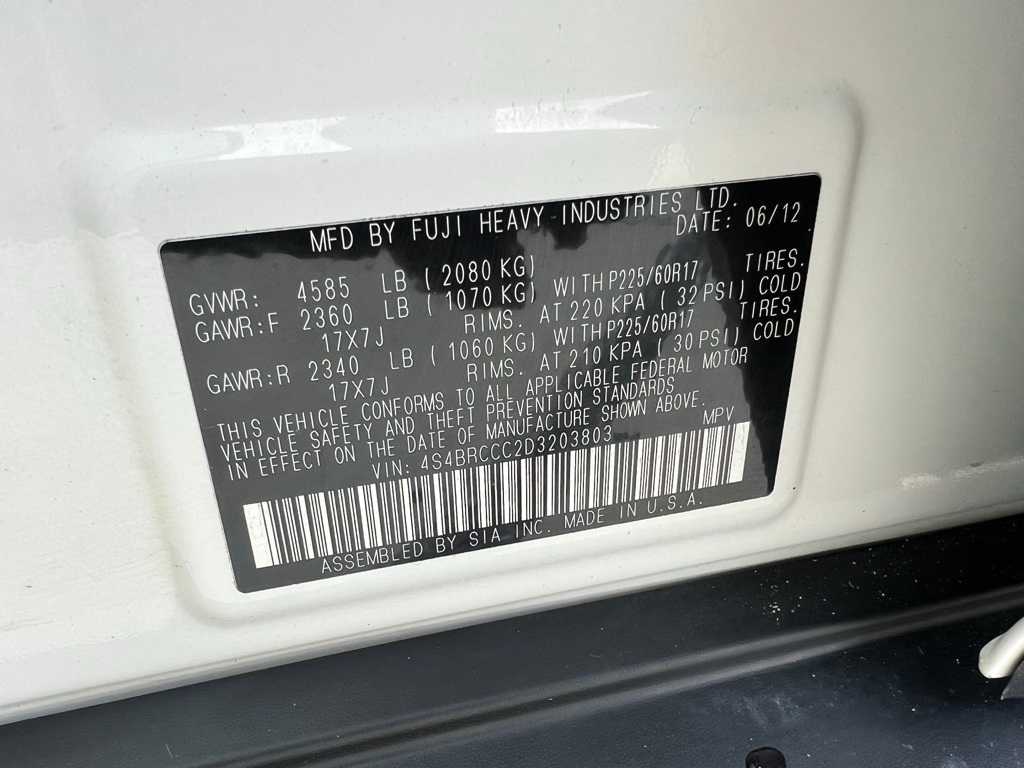 MFD BY FUJI HEAVY INDUSTRIES LTD.
DATE: 06/12
GVWR: 4585 LB ( 2080 KG)
GAWR:F 2360 LB ( 1070 KG) WITH P225/60R17 TIRES.
17X7J RIMS. AT 220 KPA ( 32 PSI) COLD
GAWR:R 2340 LB ( 1060 KG) WITH P225/60R17 TIRES.
17X7J RIMS. AT 210 KPA ( 30 PSI) COLD
THIS VEHICLE CONFORMS TO ALL APPLICABLE FEDERAL MOTOR
VEHICLE SAFETY AND THEFT PREVENTION STANDARDS
IN EFFECT ON THE DATE OF MANUFACTURE SHOWN ABOVE.
VIN: 4S4BRCCC2D3203803 MPV
ASSEMBLED BY SIA INC. MADE IN U.S.A.